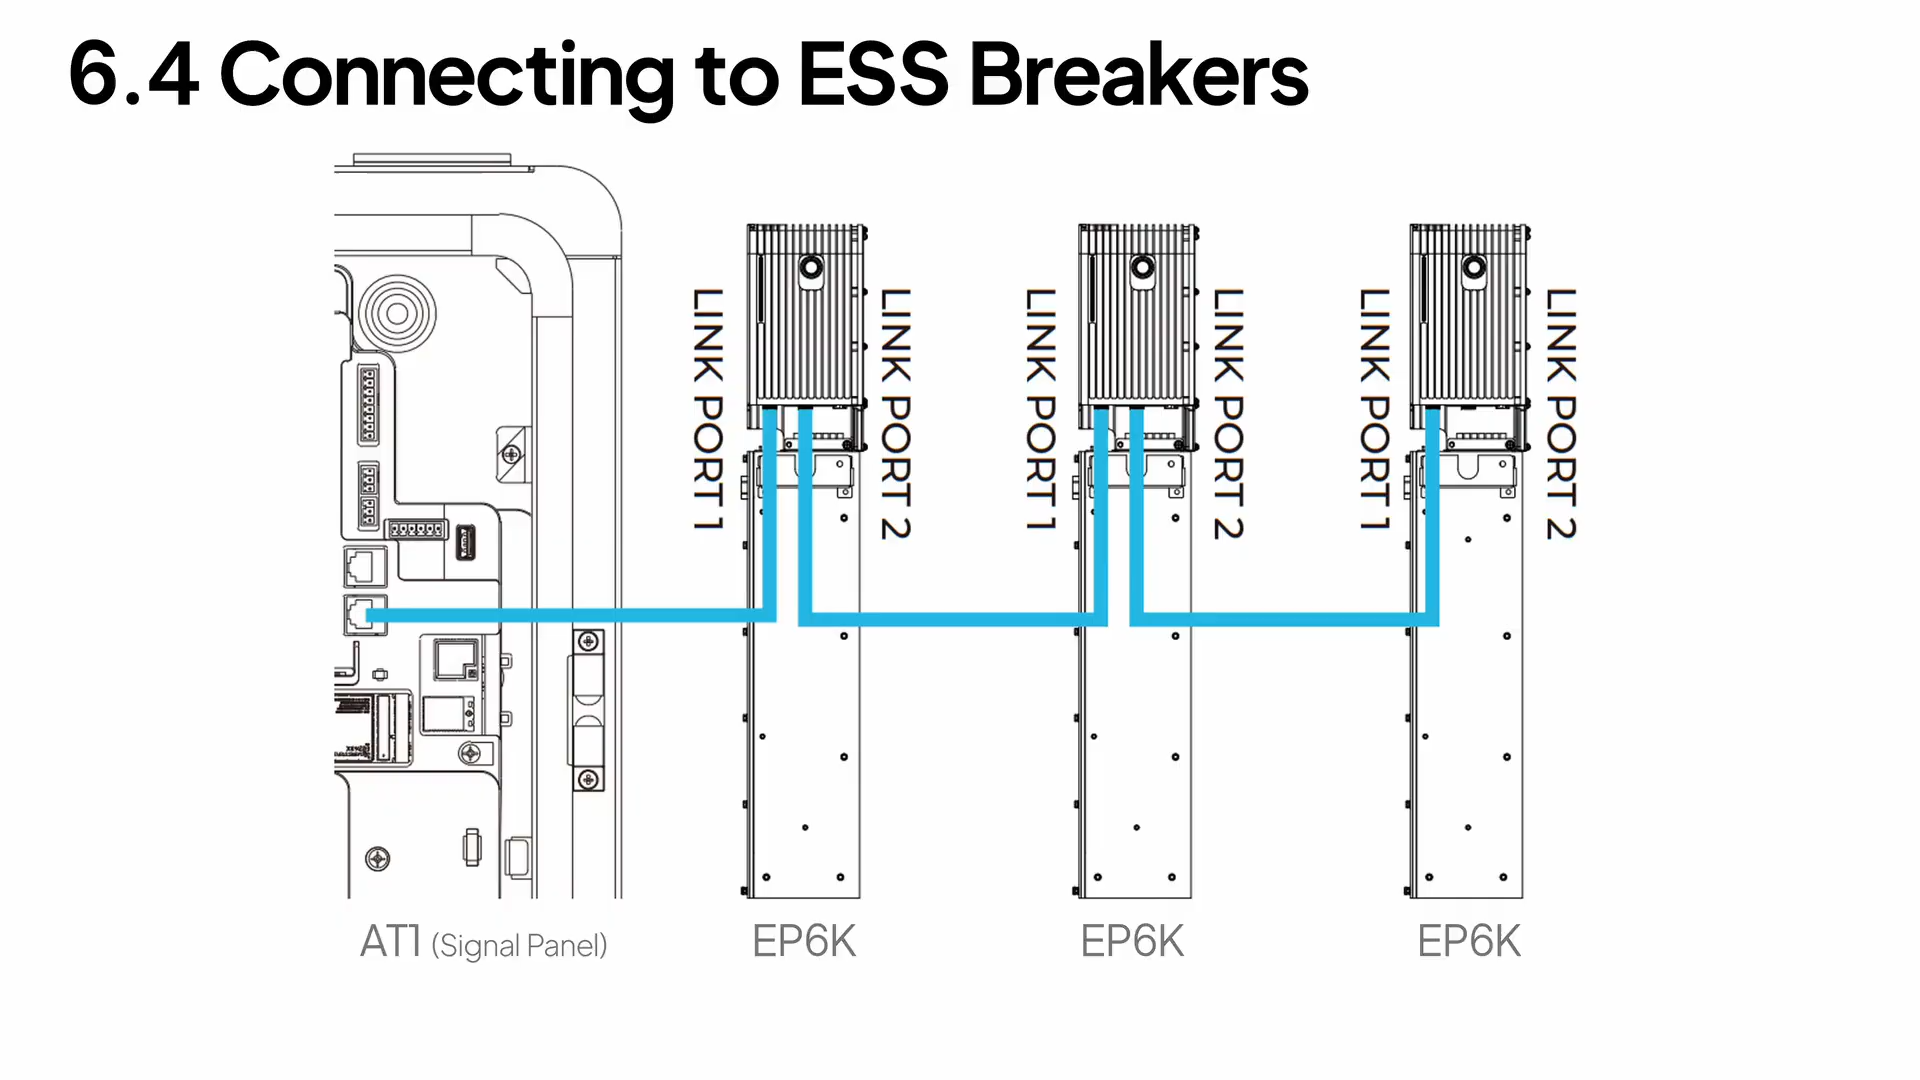 6.4 Connecting to ESS Breakers
LINK PORT 1
LINK PORT 2
LINK PORT 1
LINK PORT 2
LINK PORT 1
LINK PORT 2
AT1 (Signal Panel)
EP6K
EP6K
EP6K